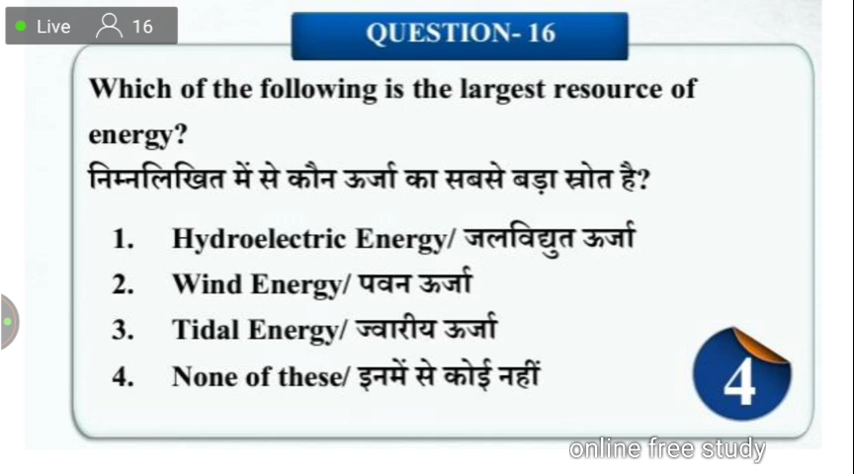 Live 16
QUESTION- 16
Which of the following is the largest resource of
energy?
निम्नलिखित में से कौन ऊर्जा का सबसे बड़ा स्रोत है?
1. Hydroelectric Energy/ जलविद्युत ऊर्जा
2. Wind Energy/ पवन ऊर्जा
3. Tidal Energy/ ज्वारीय ऊर्जा
4. None of these/ इनमें से कोई नहीं
4
online free study